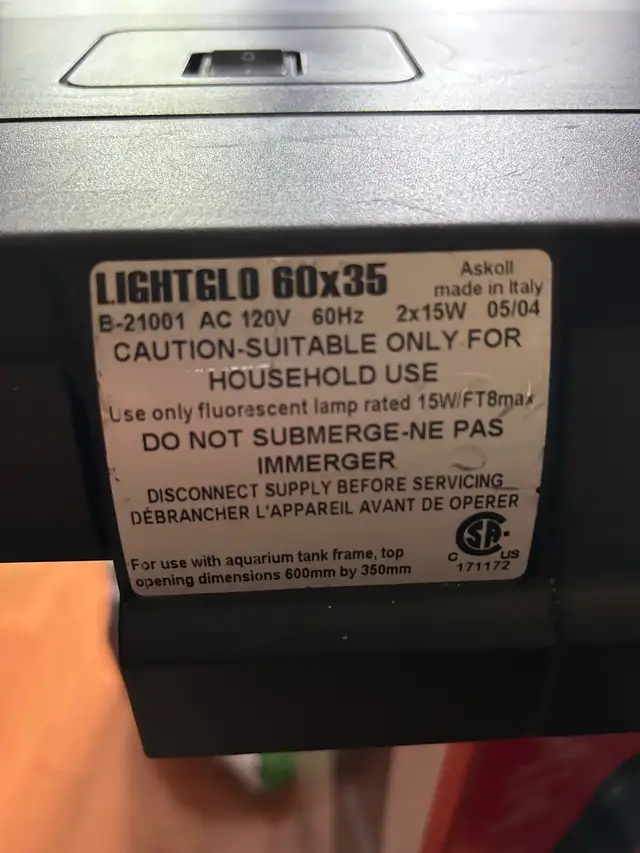 LIGHTGLO 60x35
Askoll
made in Italy
B-21001 AC 120V 60Hz 2x15W 05/04
CAUTION-SUITABLE ONLY FOR
HOUSEHOLD USE
Use only fluorescent lamp rated 15W/FT8max
DO NOT SUBMERGE-NE PAS
IMMERGER
DISCONNECT SUPPLY BEFORE SERVICING
DÉBRANCHER L'APPAREIL AVANT DE OPERER
For use with aquarium tank frame, top
opening dimensions 600mm by 350mm
C SA US
171172